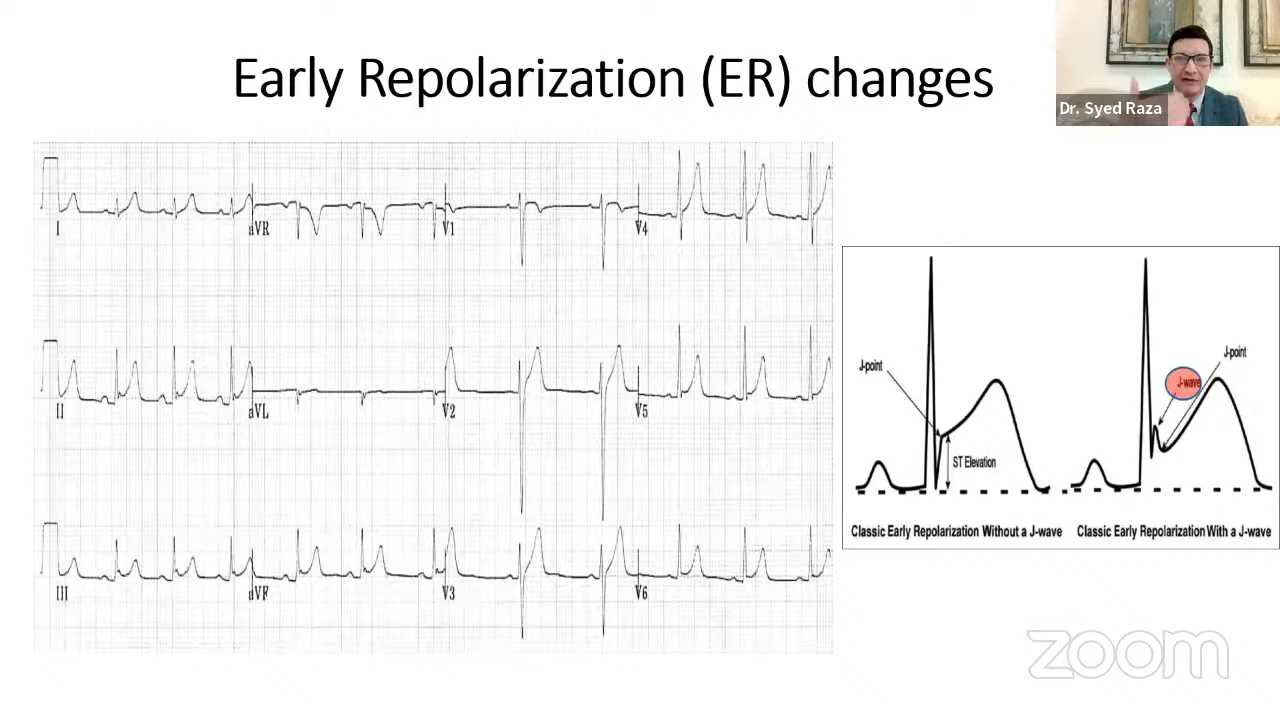 Early Repolarization (ER) changes
Dr. Syed Raza
I
aVR
V1
V4
II
aVL
V2
V5
III
aVF
V3
V6
J-point
ST Elevation
J-wave
J-point
Classic Early Repolarization Without a J-wave
Classic Early Repolarization With a J-wave
zoom